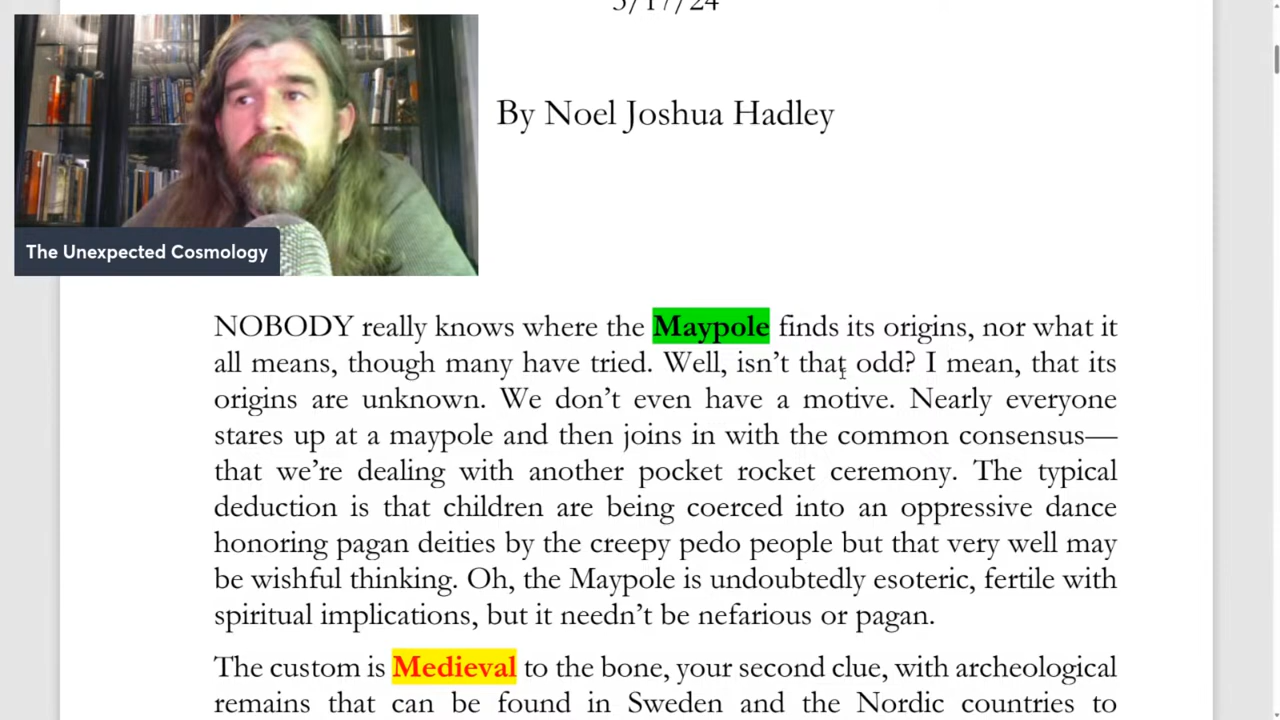 5/17/24
By Noel Joshua Hadley
The Unexpected Cosmology
NOBODY really knows where the Maypole finds its origins, nor what it
all means, though many have tried. Well, isn’t that odd? I mean, that its
origins are unknown. We don’t even have a motive. Nearly everyone
stares up at a maypole and then joins in with the common consensus—
that we’re dealing with another pocket rocket ceremony. The typical
deduction is that children are being coerced into an oppressive dance
honoring pagan deities by the creepy pedo people but that very well may
be wishful thinking. Oh, the Maypole is undoubtedly esoteric, fertile with
spiritual implications, but it needn’t be nefarious or pagan.
The custom is Medieval to the bone, your second clue, with archeological
remains that can be found in Sweden and the Nordic countries to